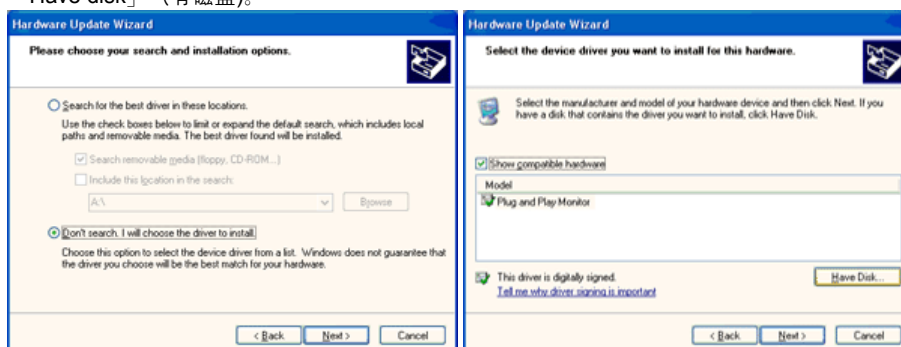 Have disk」 (有磁盘)。
Hardware Update Wizard
Please choose your search and installation options.
Search for the best driver in these locations.
Use the check boxes below to limit or expand the default search, which includes local
paths and removable media. The best driver found will be installed.
Search removable media (floppy, CD-ROM...)
Include this location in the search:
A:\
Browse
Don't search. I will choose the driver to install.
Choose this option to select the device driver from a list. Windows does not guarantee that
the driver you choose will be the best match for your hardware.
< Back
Next >
Cancel
Hardware Update Wizard
Select the device driver you want to install for this hardware.
Select the manufacturer and model of your hardware device and then click Next. If you
have a disk that contains the driver you want to install, click Have Disk.
Show compatible hardware
Model
Plug and Play Monitor
This driver is digitally signed.
Tell me why driver signing is important
Have Disk...
< Back
Next >
Cancel